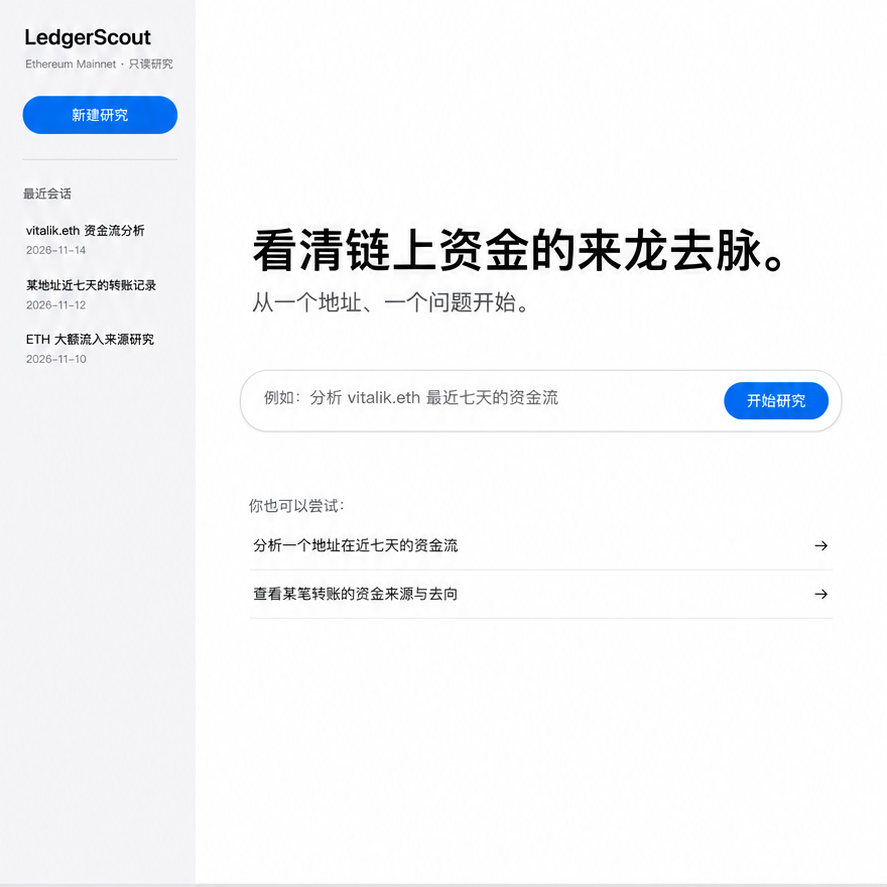 LedgerScout
Ethereum Mainnet · 只读研究
新建研究
最近会话
vitalik.eth 资金流分析
2026-11-14
某地址近七天的转账记录
2026-11-12
ETH 大额流入来源研究
2026-11-10
看清链上资金的来龙去脉。
从一个地址、一个问题开始。
例如：分析 vitalik.eth 最近七天的资金流
开始研究
你也可以尝试：
分析一个地址在近七天的资金流
→
查看某笔转账的资金来源与去向
→